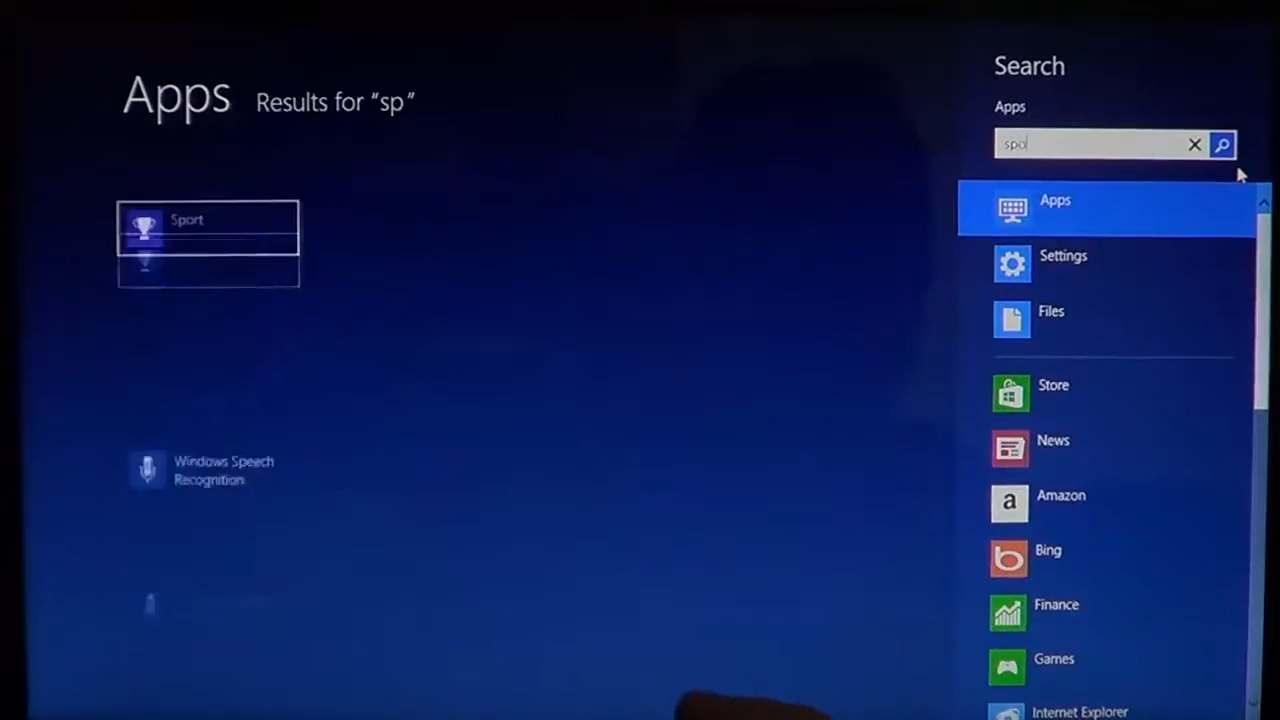 Apps Results for "sp"
Sport
Windows Speech
Recognition
Search
Apps
spo
Apps
Settings
Files
Store
News
a
Amazon
b
Bing
Finance
Games
Internet Explorer